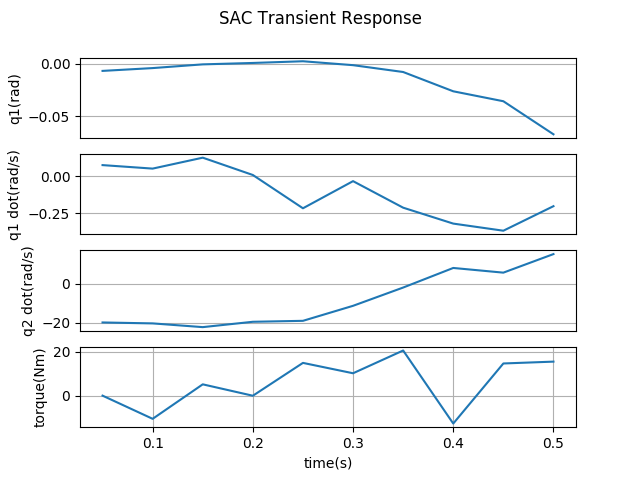 SAC Transient Response
0.00
−0.05
q1(rad)
0.00
−0.25
q1 dot(rad/s)
0
−20
q2 dot(rad/s)
20
0
torque(Nm)
0.1 0.2 0.3 0.4 0.5
time(s)